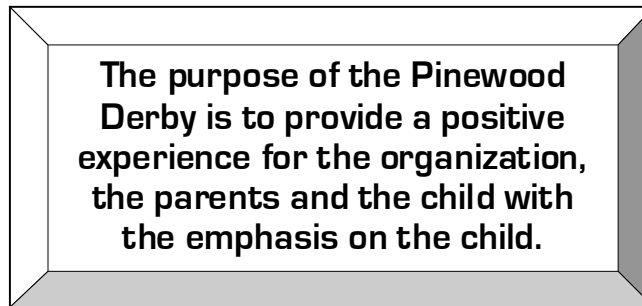 The purpose of the Pinewood
Derby is to provide a positive
experience for the organization,
the parents and the child with
the emphasis on the child.